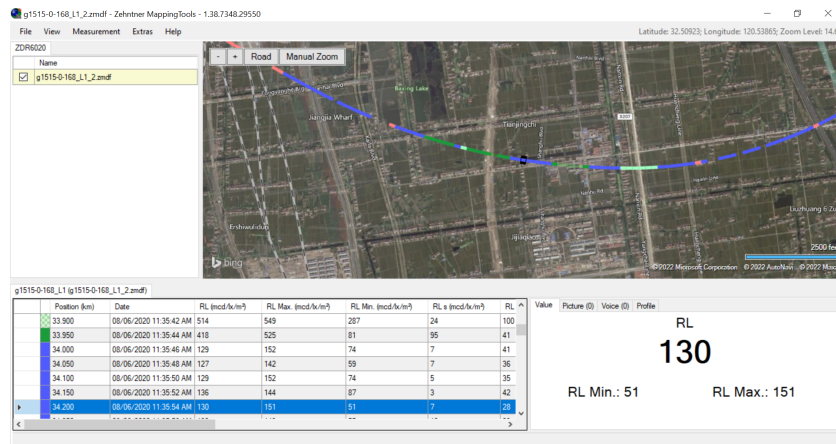 g1515-0-168_L1_2.zmdf - Zehntner MappingTools - 1.38.7348.29550
File View Measurement Extras Help
Latitude: 32.50923; Longitude: 120.53865; Zoom Level: 14.6
ZDR6020
Name
g1515-0-168_L1_2.zmdf
- + Road Manual Zoom
Baxing Lake
Jiangjia Wharf
Tianjingchi
Nanhui Rd
Ershiwulidun
Liuzhuang 6 Zu
2500 fee
bing
© 2022 Microsoft Corporation © 2022 AutoNavi © 2022 Maxa
g1515-0-168_L1 (g1515-0-168_L1_2.zmdf)
Position (km) Date RL (mcd/lx/m²) RL Max. (mcd/lx/m²) RL Min. (mcd/lx/m²) RL s (mcd/lx/m²) RL
33.900 08/06/2020 11:35:42 AM 514 549 287 24 100
33.950 08/06/2020 11:35:44 AM 418 525 81 95 41
34.000 08/06/2020 11:35:46 AM 129 152 74 7 41
34.050 08/06/2020 11:35:48 AM 127 142 59 7 36
34.100 08/06/2020 11:35:50 AM 129 152 74 5 35
34.150 08/06/2020 11:35:52 AM 136 144 87 3 42
34.200 08/06/2020 11:35:54 AM 130 151 51 7 28
Value Picture (0) Voice (0) Profile
RL
130
RL Min.: 51 RL Max.: 151